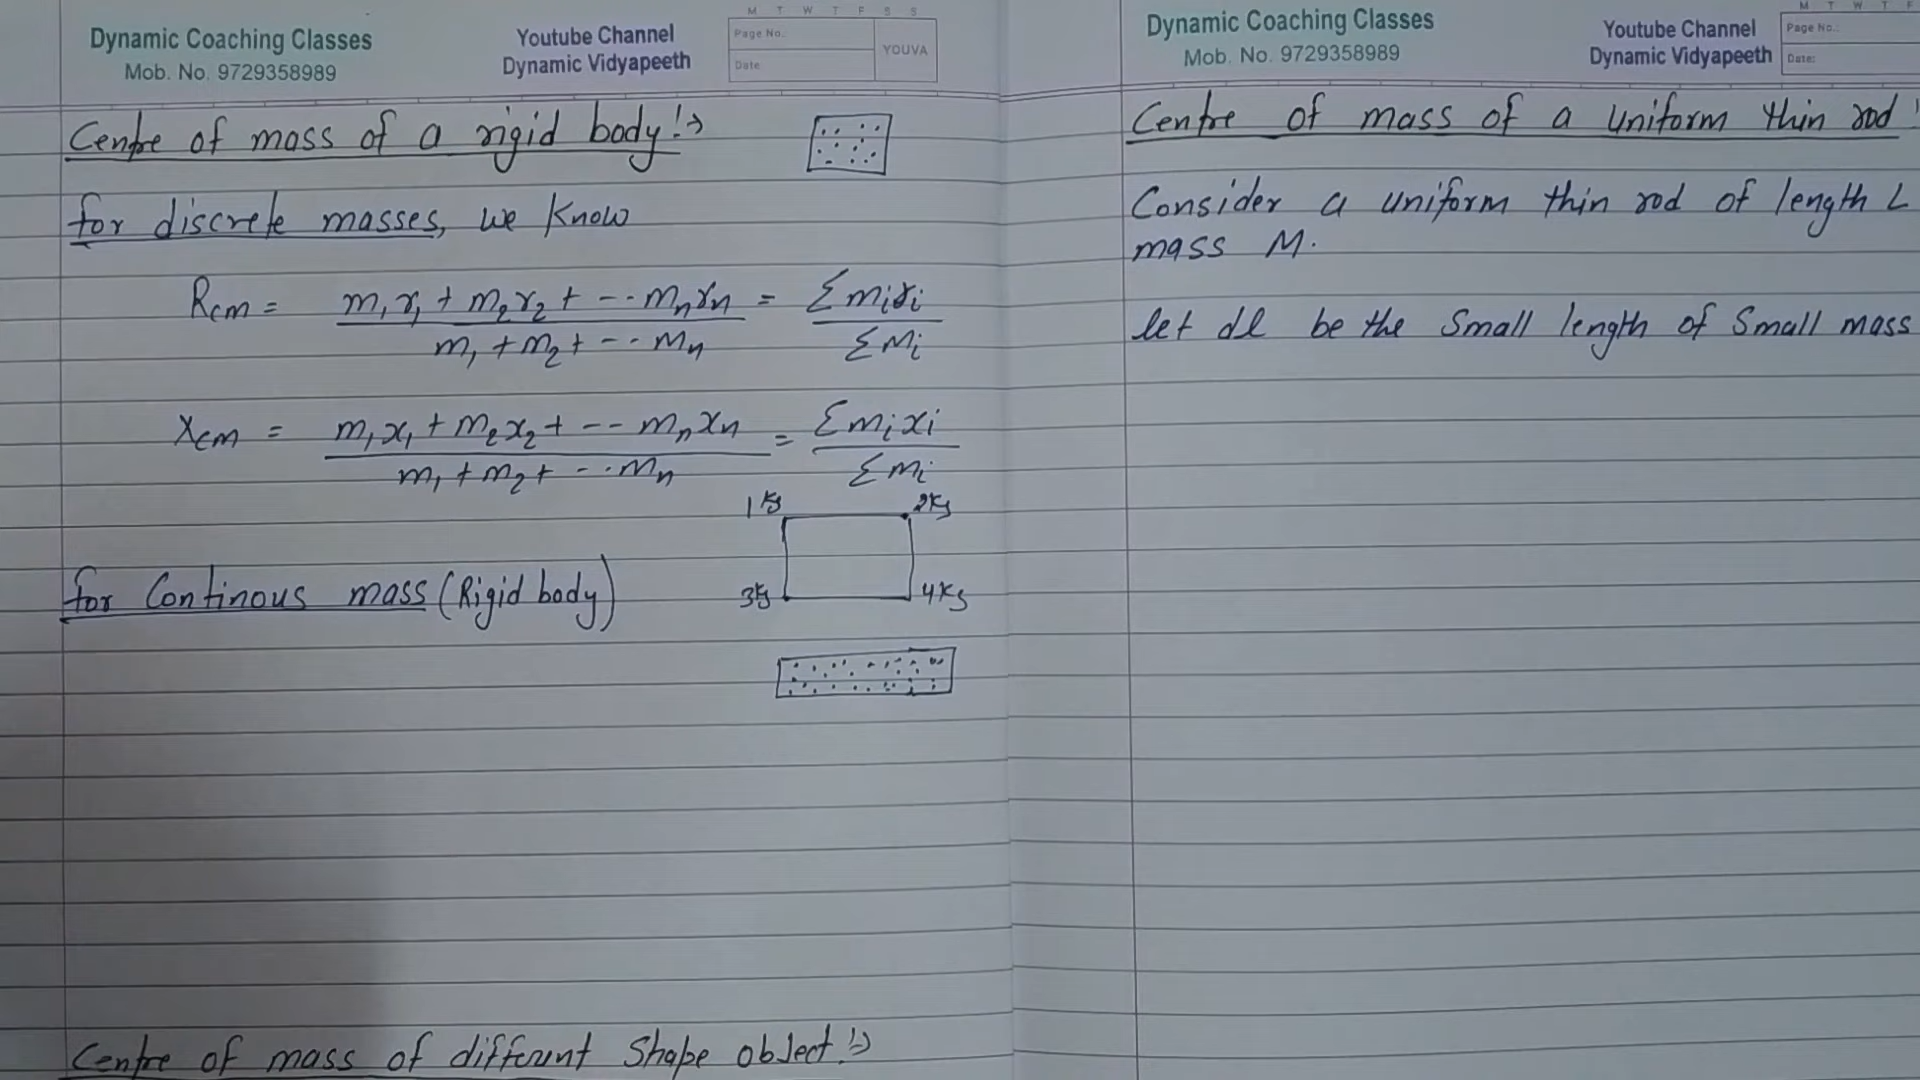 Dynamic Coaching Classes
Mob. No. 9729358989
Youtube Channel
Dynamic Vidyapeeth
M T W T F S S
Page No.
Date
YOUVA
Centre of mass of a rigid body :→
for discrete masses, we know
Rcm = m₁r₁ + m₂r₂ + -- mₙrₙ / m₁ + m₂ + -- mₙ = Σmᵢrᵢ / Σmᵢ
Xcm = m₁x₁ + m₂x₂ + -- mₙxₙ / m₁ + m₂ + -- mₙ = Σmᵢxᵢ / Σmᵢ
1 Kg 2Kg
3Kg 4Kg
for Continous mass (Rigid body)
Centre of mass of different Shape object :→
Dynamic Coaching Classes
Mob. No. 9729358989
Youtube Channel
Dynamic Vidyapeeth
M T W T F
Page No.:
Date:
Centre of mass of a uniform thin rod :
Consider a uniform thin rod of length L
mass M.
let dl be the Small length of Small mass